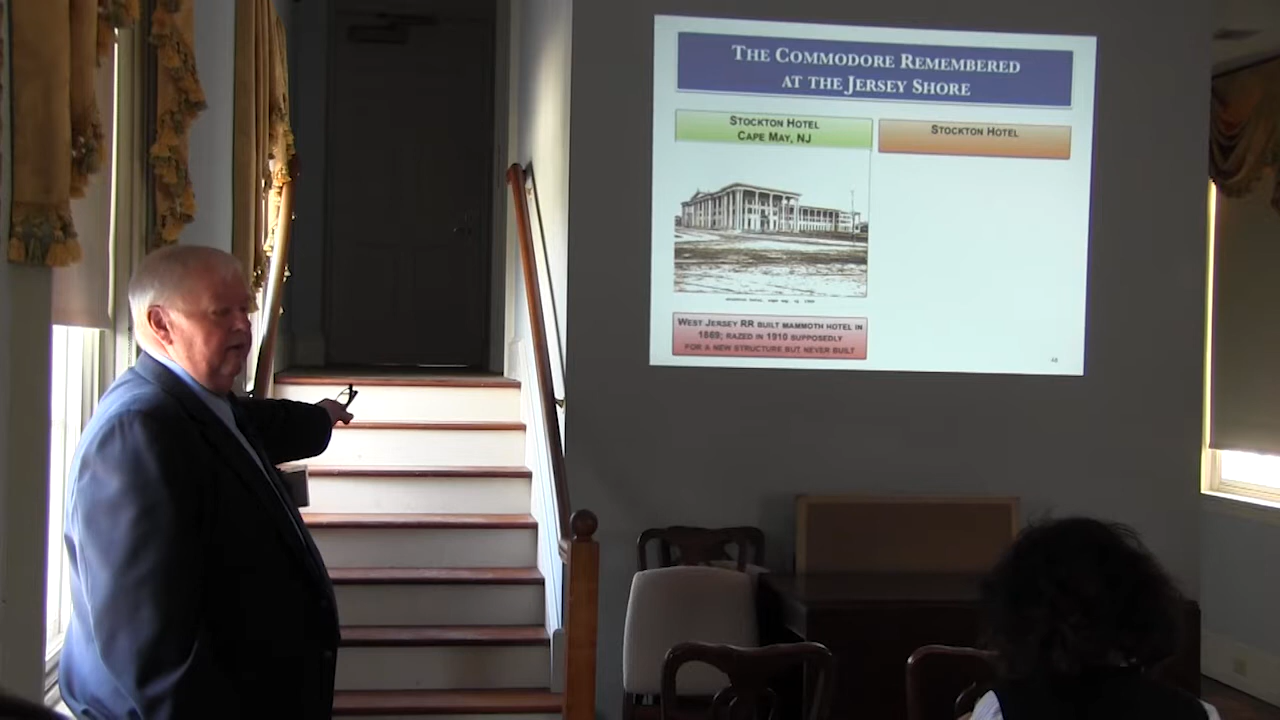 THE COMMODORE REMEMBERED
AT THE JERSEY SHORE
STOCKTON HOTEL
CAPE MAY, NJ
STOCKTON HOTEL
WEST JERSEY RR BUILT MAMMOTH HOTEL IN
1869; RAZED IN 1910 SUPPOSEDLY
FOR A NEW STRUCTURE BUT NEVER BUILT
48